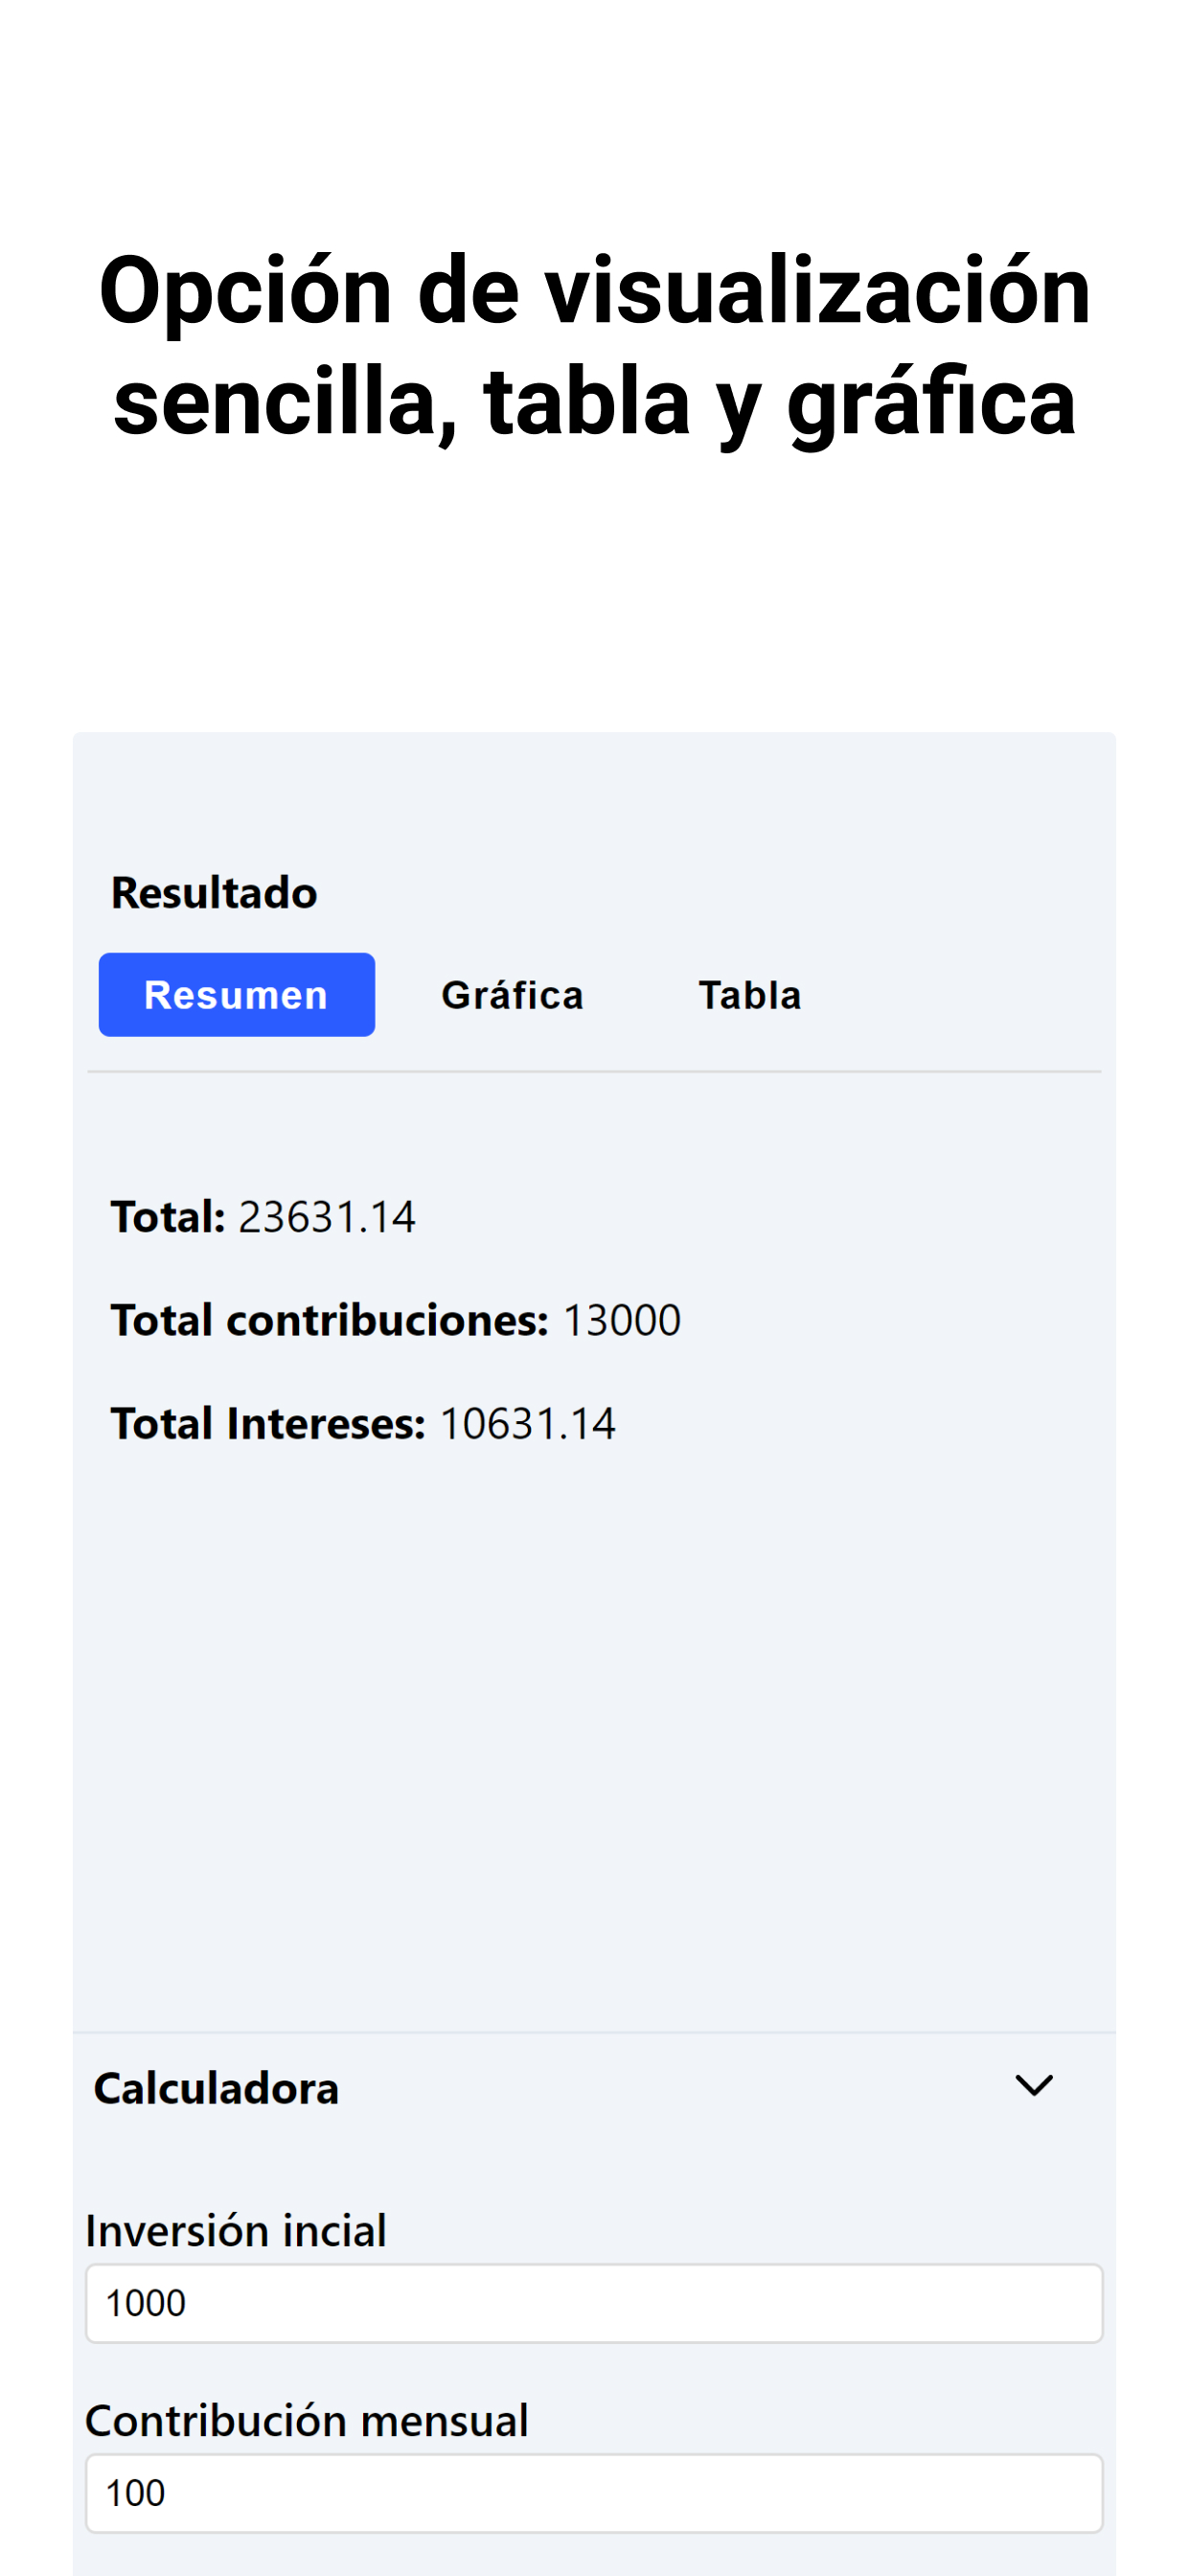 Opción de visualización
sencilla, tabla y gráfica
Resultado
Resumen Gráfica Tabla
Total: 23631.14
Total contribuciones: 13000
Total Intereses: 10631.14
Calculadora
Inversión incial
1000
Contribución mensual
100